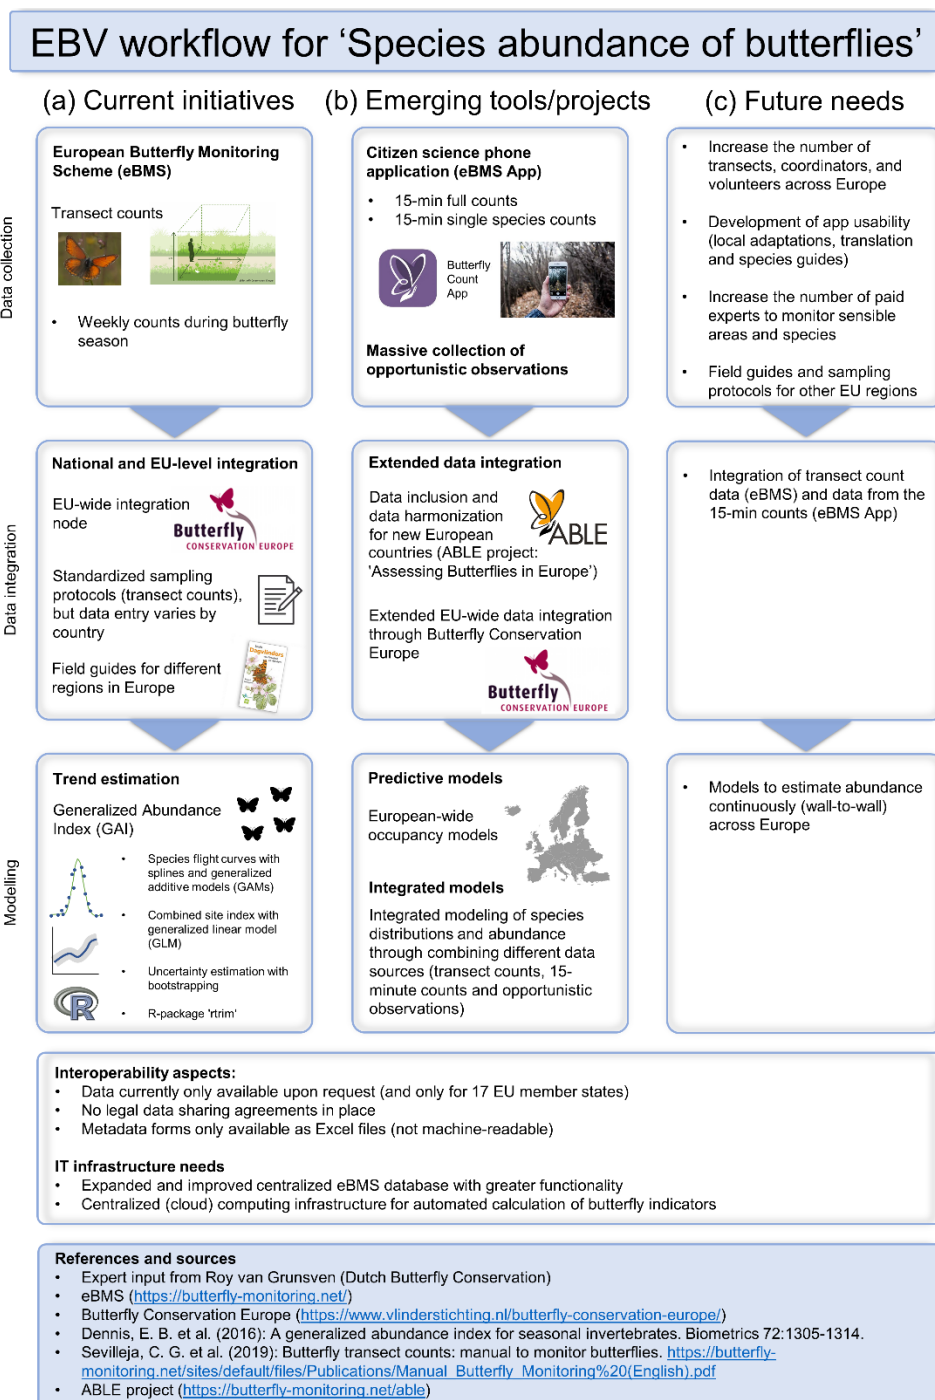 EBV workflow for ‘Species abundance of butterflies’
(a) Current initiatives
(b) Emerging tools/projects
(c) Future needs
Data collection
European Butterfly Monitoring
Scheme (eBMS)
Transect counts
• Weekly counts during butterfly
season
Citizen science phone
application (eBMS App)
• 15-min full counts
• 15-min single species counts
Butterfly
Count
App
Massive collection of
opportunistic observations
• Increase the number of
transects, coordinators, and
volunteers across Europe
• Development of app usability
(local adaptations, translation
and species guides)
• Increase the number of paid
experts to monitor sensible
areas and species
• Field guides and sampling
protocols for other EU regions
Data integration
National and EU-level integration
EU-wide integration
node
Butterfly
CONSERVATION EUROPE
Standardized sampling
protocols (transect counts),
but data entry varies by
country
Field guides for different
regions in Europe
Extended data integration
Data inclusion and
data harmonization
for new European
countries (ABLE project:
'Assessing Butterflies in Europe’)
ABLE
Extended EU-wide data integration
through Butterfly Conservation
Europe
Butterfly
CONSERVATION EUROPE
• Integration of transect count
data (eBMS) and data from the
15-min counts (eBMS App)
Modelling
Trend estimation
Generalized Abundance
Index (GAI)
• Species flight curves with
splines and generalized
additive models (GAMs)
• Combined site index with
generalized linear model
(GLM)
• Uncertainty estimation with
bootstrapping
R
• R-package 'rtrim'
Predictive models
European-wide
occupancy models
Integrated models
Integrated modeling of species
distributions and abundance
through combining different data
sources (transect counts, 15-
minute counts and opportunistic
observations)
• Models to estimate abundance
continuously (wall-to-wall)
across Europe
Interoperability aspects:
• Data currently only available upon request (and only for 17 EU member states)
• No legal data sharing agreements in place
• Metadata forms only available as Excel files (not machine-readable)
IT infrastructure needs
• Expanded and improved centralized eBMS database with greater functionality
• Centralized (cloud) computing infrastructure for automated calculation of butterfly indicators
References and sources
• Expert input from Roy van Grunsven (Dutch Butterfly Conservation)
• eBMS (https://butterfly-monitoring.net/)
• Butterfly Conservation Europe (https://www.vlinderstichting.nl/butterfly-conservation-europe/)
• Dennis, E. B. et al. (2016): A generalized abundance index for seasonal invertebrates. Biometrics 72:1305-1314.
• Sevilleja, C. G. et al. (2019): Butterfly transect counts: manual to monitor butterflies. https://butterfly-
monitoring.net/sites/default/files/Publications/Manual_Butterfly_Monitoring%20(English).pdf
• ABLE project (https://butterfly-monitoring.net/able)